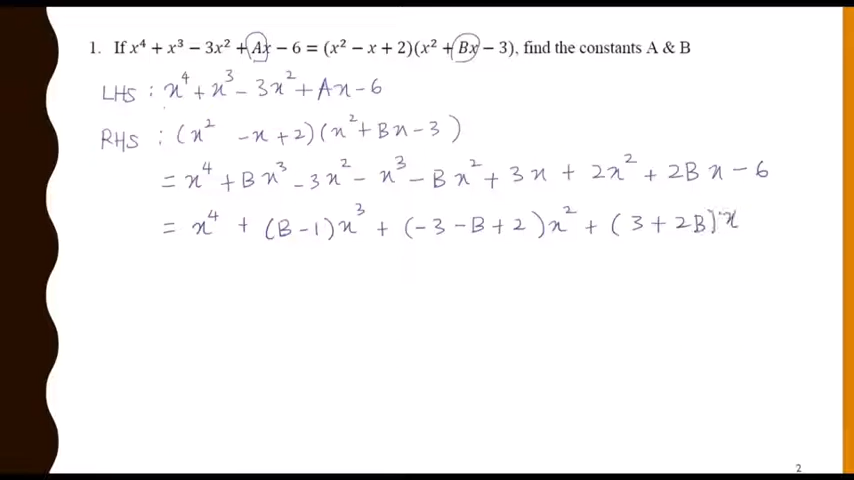 1. If x⁴ + x³ − 3x² + Ax − 6 = (x² − x + 2)(x² + Bx − 3), find the constants A & B
LHS : x⁴ + x³ − 3x² + Ax − 6
RHS : (x² − x + 2)(x² + Bx − 3)
= x⁴ + Bx³ − 3x² − x³ − Bx² + 3x + 2x² + 2Bx − 6
= x⁴ + (B − 1)x³ + (−3 − B + 2)x² + (3 + 2B)x
2